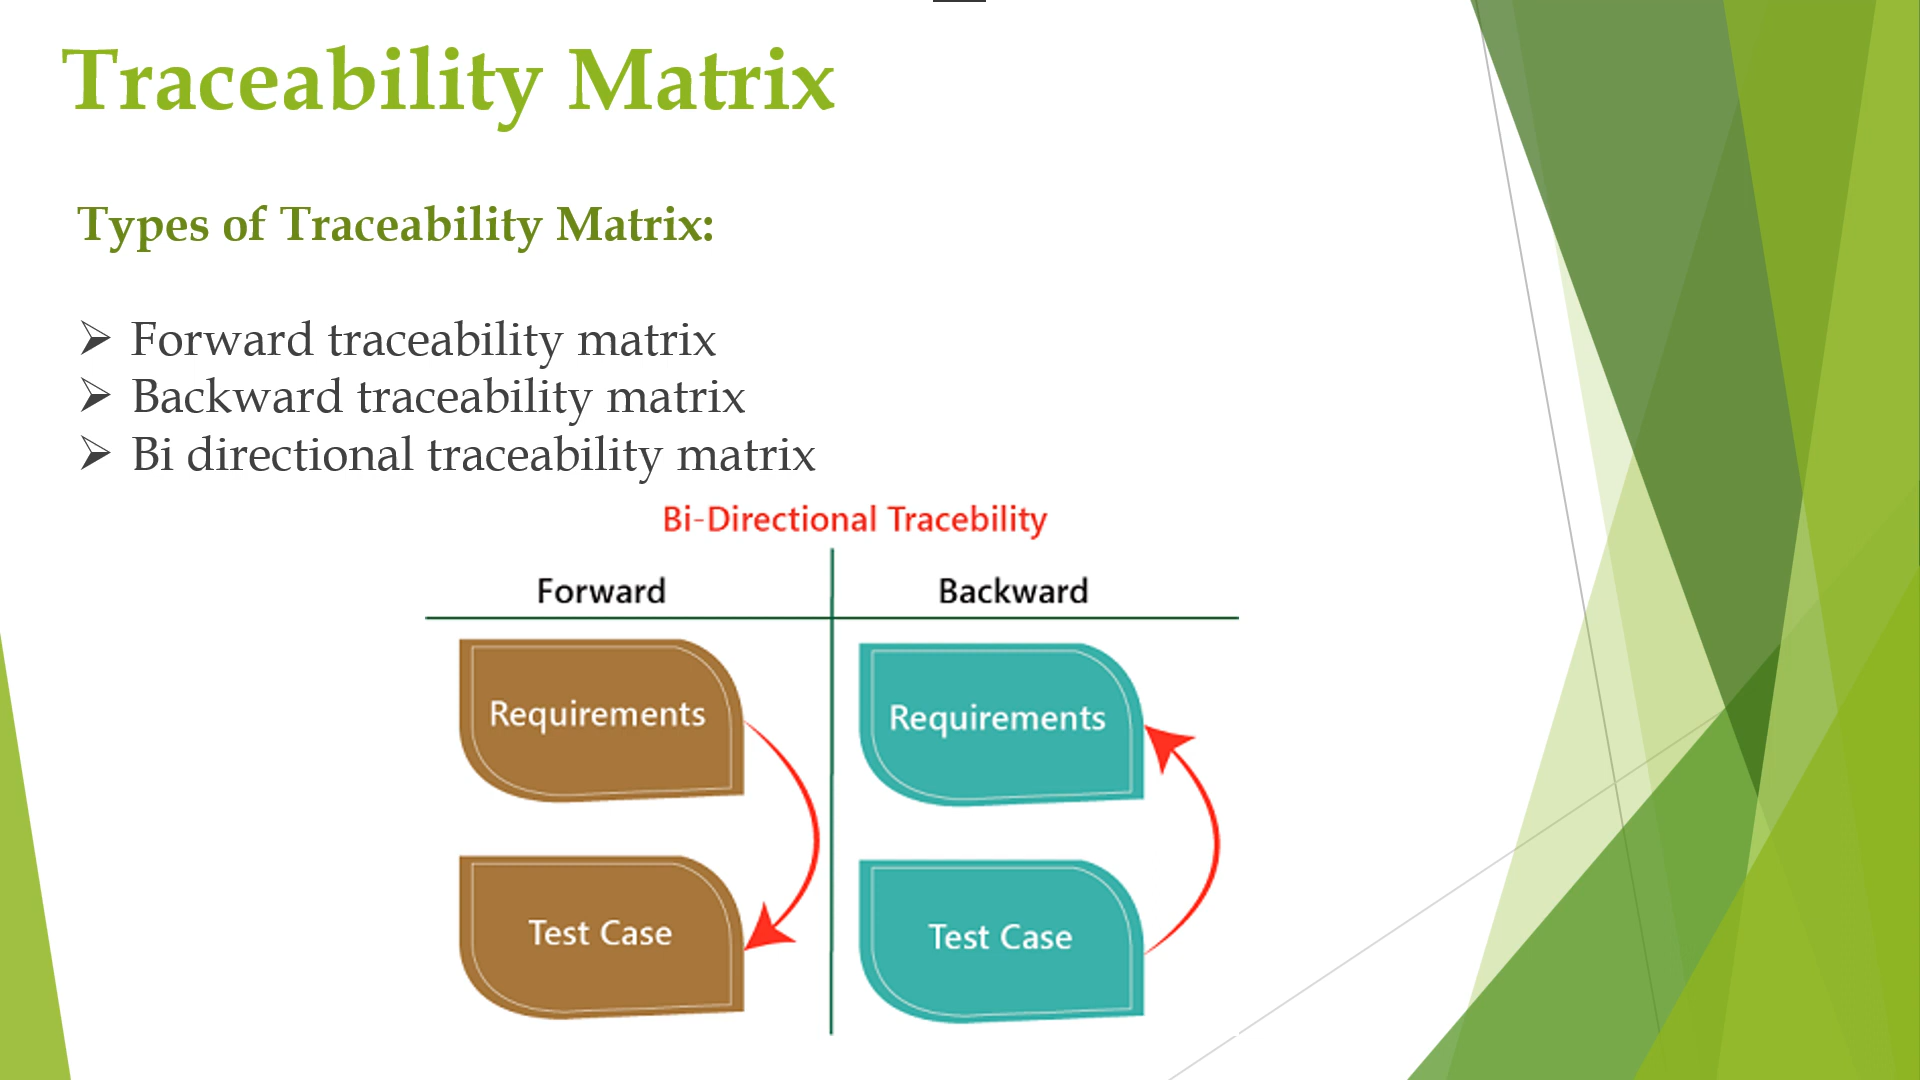 Traceability Matrix
Types of Traceability Matrix:
Forward traceability matrix
Backward traceability matrix
Bi directional traceability matrix
Bi-Directional Tracebility
Forward
Backward
Requirements
Requirements
Test Case
Test Case